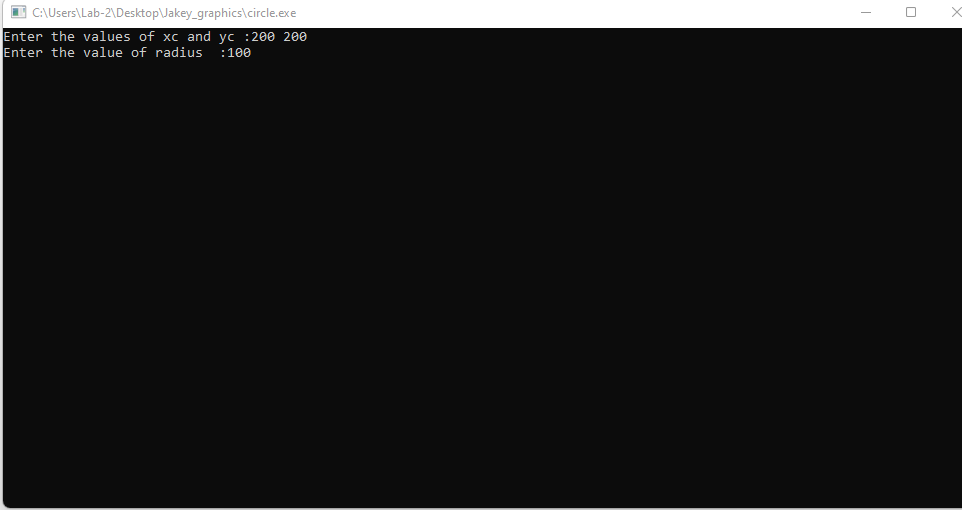 C:\Users\Lab-2\Desktop\Jakey_graphics\circle.exe
Enter the values of xc and yc :200 200
Enter the value of radius  :100